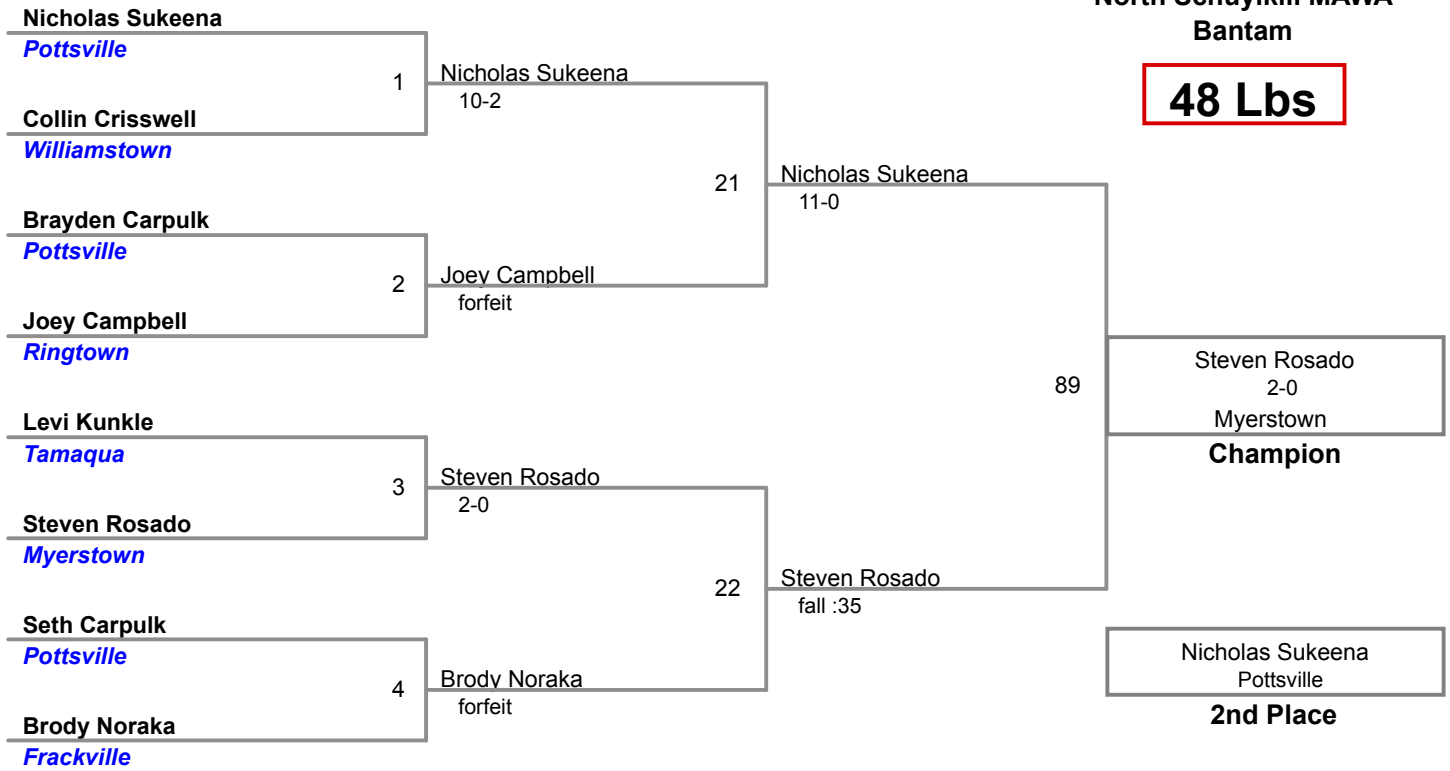 North Schuylkill MAWA
Bantam
48 Lbs
Nicholas Sukeena
Pottsville
1
Nicholas Sukeena
10-2
Collin Crisswell
Williamstown
21
Nicholas Sukeena
11-0
Brayden Carpulk
Pottsville
2
Joey Campbell
forfeit
Joey Campbell
Ringtown
89
Steven Rosado
2-0
Myerstown
Champion
Levi Kunkle
Tamaqua
3
Steven Rosado
2-0
Steven Rosado
Myerstown
22
Steven Rosado
fall :35
Seth Carpulk
Pottsville
4
Brody Noraka
forfeit
Brody Noraka
Frackville
Nicholas Sukeena
Pottsville
2nd Place